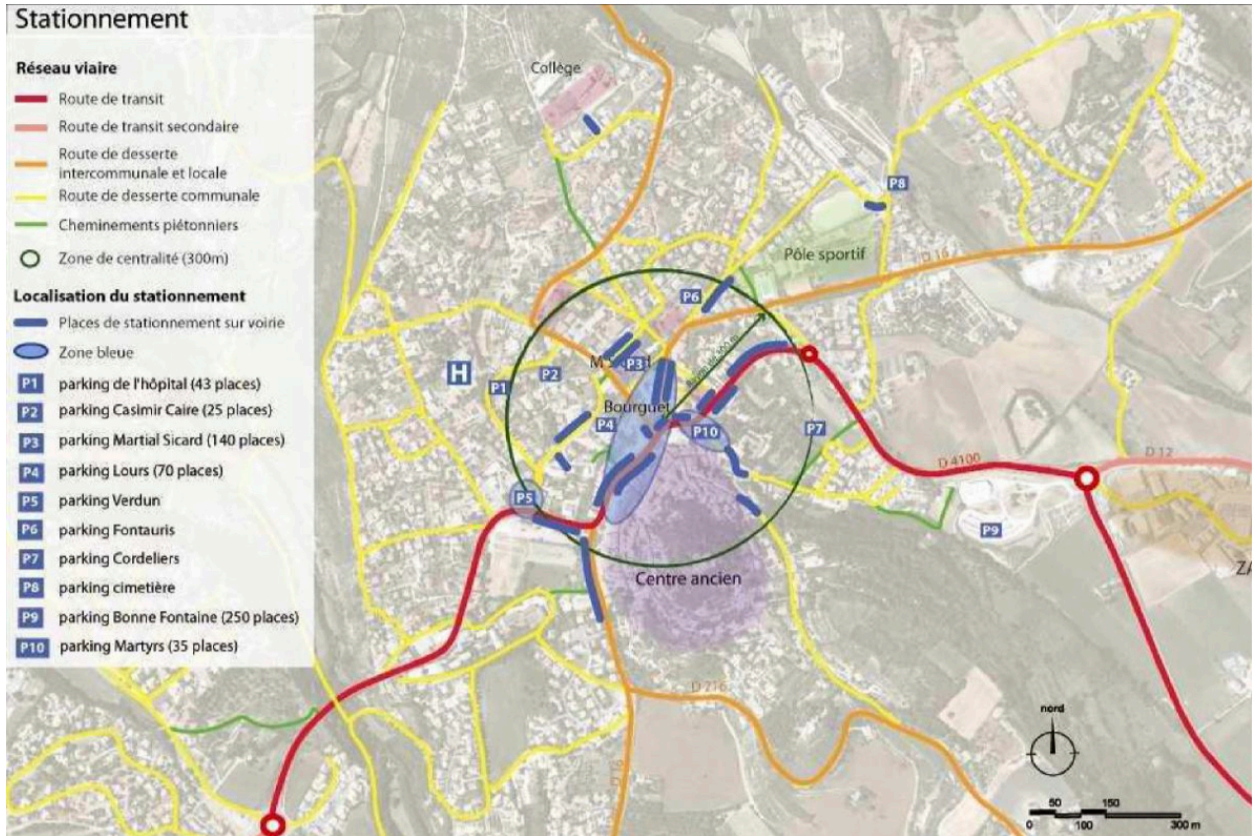 Stationnement
Réseau viaire
Route de transit
Route de transit secondaire
Route de desserte
intercommunale et locale
Route de desserte communale
Cheminements piétonniers
Zone de centralité (300m)
Localisation du stationnement
Places de stationnement sur voirie
Zone bleue
P1 parking de l'hôpital (43 places)
P2 parking Casimir Caire (25 places)
P3 parking Martial Sicard (140 places)
P4 parking Lours (70 places)
P5 parking Verdun
P6 parking Fontauris
P7 parking Cordeliers
P8 parking cimetière
P9 parking Bonne Fontaine (250 places)
P10 parking Martyrs (35 places)
Collège
P8
Pôle sportif
D 16
P6
P3
P2
H
P1
Bourguet
P4
P10
P7
P5
D 4100
D 12
P9
ZA
Centre ancien
D 216
nord
50 150
0 100 300 m